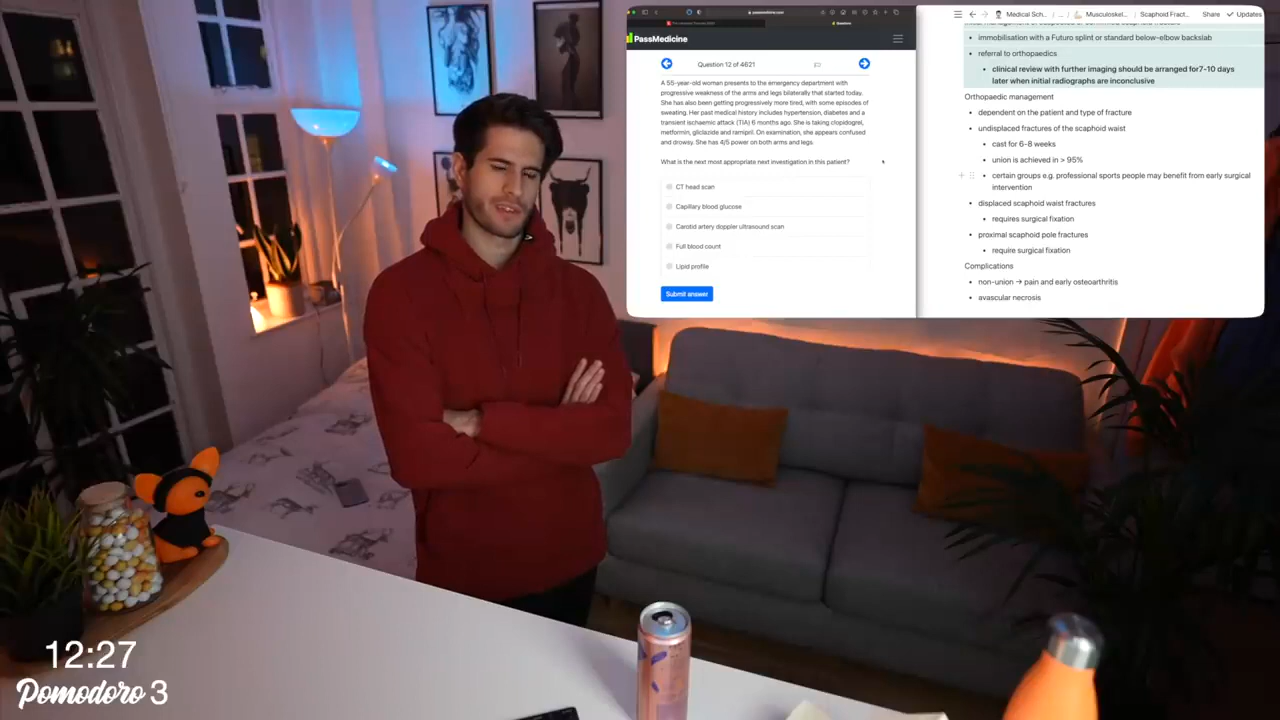 PassMedicine
Question 12 of 4621
A 55-year-old woman presents to the emergency department with
progressive weakness of the arms and legs bilaterally that started today.
She has also been getting progressively more tired, with some episodes of
sweating. Her past medical history includes hypertension, diabetes and a
transient ischaemic attack (TIA) 6 months ago. She is taking clopidogrel,
metformin, gliclazide and ramipril. On examination, she appears confused
and drowsy. She has 4/5 power on both arms and legs.
What is the next most appropriate next investigation in this patient?
CT head scan
Capillary blood glucose
Carotid artery doppler ultrasound scan
Full blood count
Lipid profile
Submit answer
Medical Sch... / ... / Musculoskel... / Scaphoid Fract... Share Updates
immobilisation with a Futuro splint or standard below-elbow backslab
referral to orthopaedics
clinical review with further imaging should be arranged for7-10 days
later when initial radiographs are inconclusive
Orthopaedic management
dependent on the patient and type of fracture
undisplaced fractures of the scaphoid waist
cast for 6-8 weeks
union is achieved in > 95%
certain groups e.g. professional sports people may benefit from early surgical
intervention
displaced scaphoid waist fractures
requires surgical fixation
proximal scaphoid pole fractures
require surgical fixation
Complications
non-union → pain and early osteoarthritis
avascular necrosis
12:27
Pomodoro 3